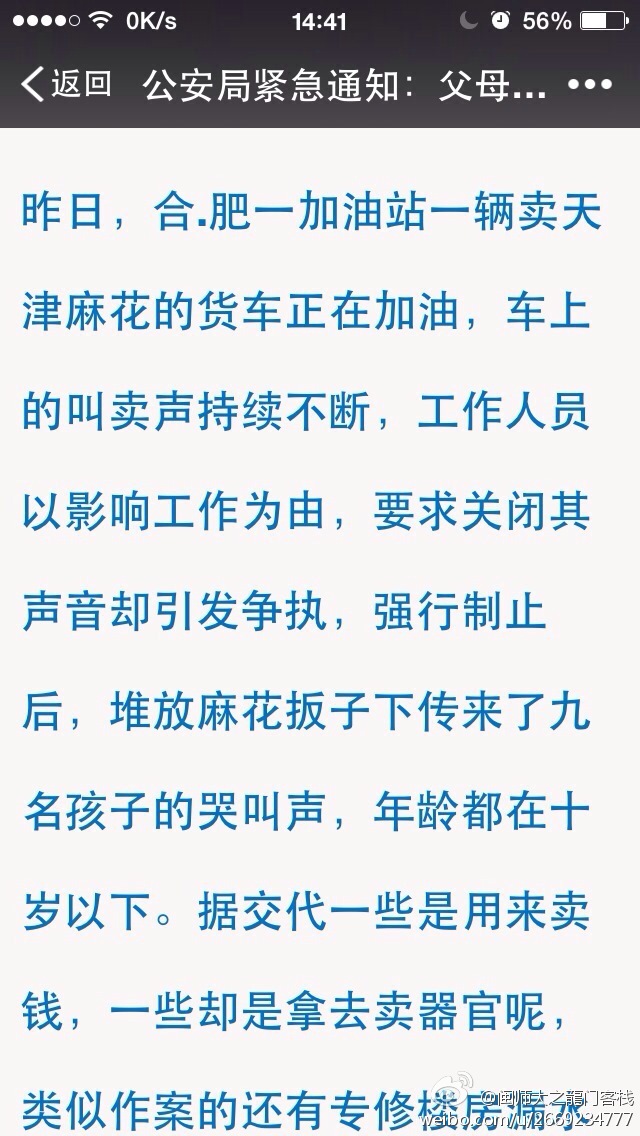 0K/s 14:41 56%
返回 公安局紧急通知：父母...
昨日，合.肥一加油站一辆卖天
津麻花的货车正在加油，车上
的叫卖声持续不断，工作人员
以影响工作为由，要求关闭其
声音却引发争执，强行制止
后，堆放麻花扳子下传来了九
名孩子的哭叫声，年龄都在十
岁以下。据交代一些是用来卖
钱，一些却是拿去卖器官呢，
类似作案的还有专修楼房漏水
@闽师大之龍门客栈
weibo.com/u/2669234777